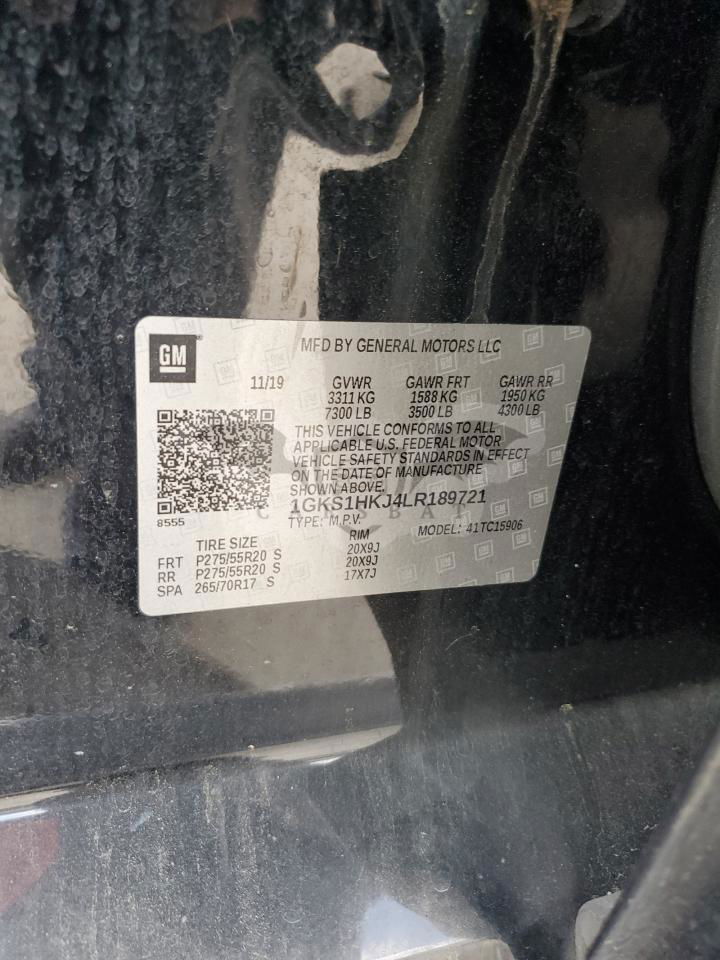 GM
MFD BY GENERAL MOTORS LLC
11/19 GVWR GAWR FRT GAWR RR
3311 KG 1588 KG 1950 KG
7300 LB 3500 LB 4300 LB
THIS VEHICLE CONFORMS TO ALL
APPLICABLE U.S. FEDERAL MOTOR
VEHICLE SAFETY STANDARDS IN EFFECT
ON THE DATE OF MANUFACTURE
SHOWN ABOVE.
1GKS1HKJ4LR189721
8555
TYPE: M.P.V. MODEL: 41TC15906
TIRE SIZE RIM
FRT P275/55R20 S 20X9J
RR P275/55R20 S 20X9J
SPA 265/70R17 S 17X7J